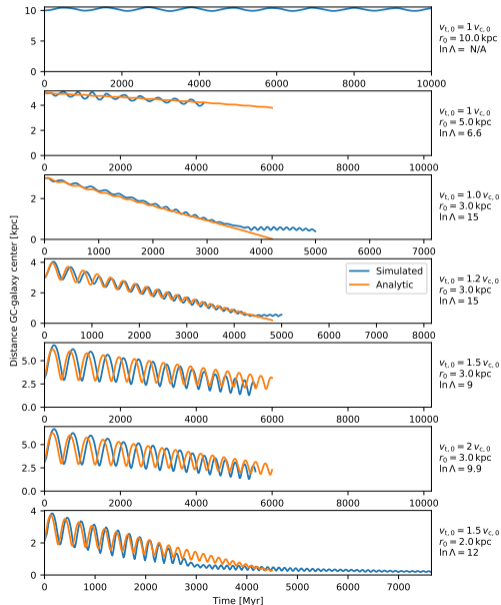 10
5
0
0 2000 4000 6000 8000 10000
v_{t,0} = 1 v_{c,0}
r_0 = 10.0 kpc
ln Λ = N/A
4
2
0
0 2000 4000 6000 8000 10000
v_{t,0} = 1 v_{c,0}
r_0 = 5.0 kpc
ln Λ = 6.6
2
0
0 1000 2000 3000 4000 5000 6000 7000
v_{t,0} = 1.0 v_{c,0}
r_0 = 3.0 kpc
ln Λ = 15
4
2
0
0 1000 2000 3000 4000 5000 6000 7000 8000
Simulated
Analytic
v_{t,0} = 1.2 v_{c,0}
r_0 = 3.0 kpc
ln Λ = 15
5.0
2.5
0.0
0 2000 4000 6000 8000 10000
v_{t,0} = 1.5 v_{c,0}
r_0 = 3.0 kpc
ln Λ = 9
5.0
2.5
0.0
0 2000 4000 6000 8000 10000
v_{t,0} = 2 v_{c,0}
r_0 = 3.0 kpc
ln Λ = 9.9
4
2
0
0 1000 2000 3000 4000 5000 6000 7000
v_{t,0} = 1.5 v_{c,0}
r_0 = 2.0 kpc
ln Λ = 12
Distance GC-galaxy center [kpc]
Time [Myr]